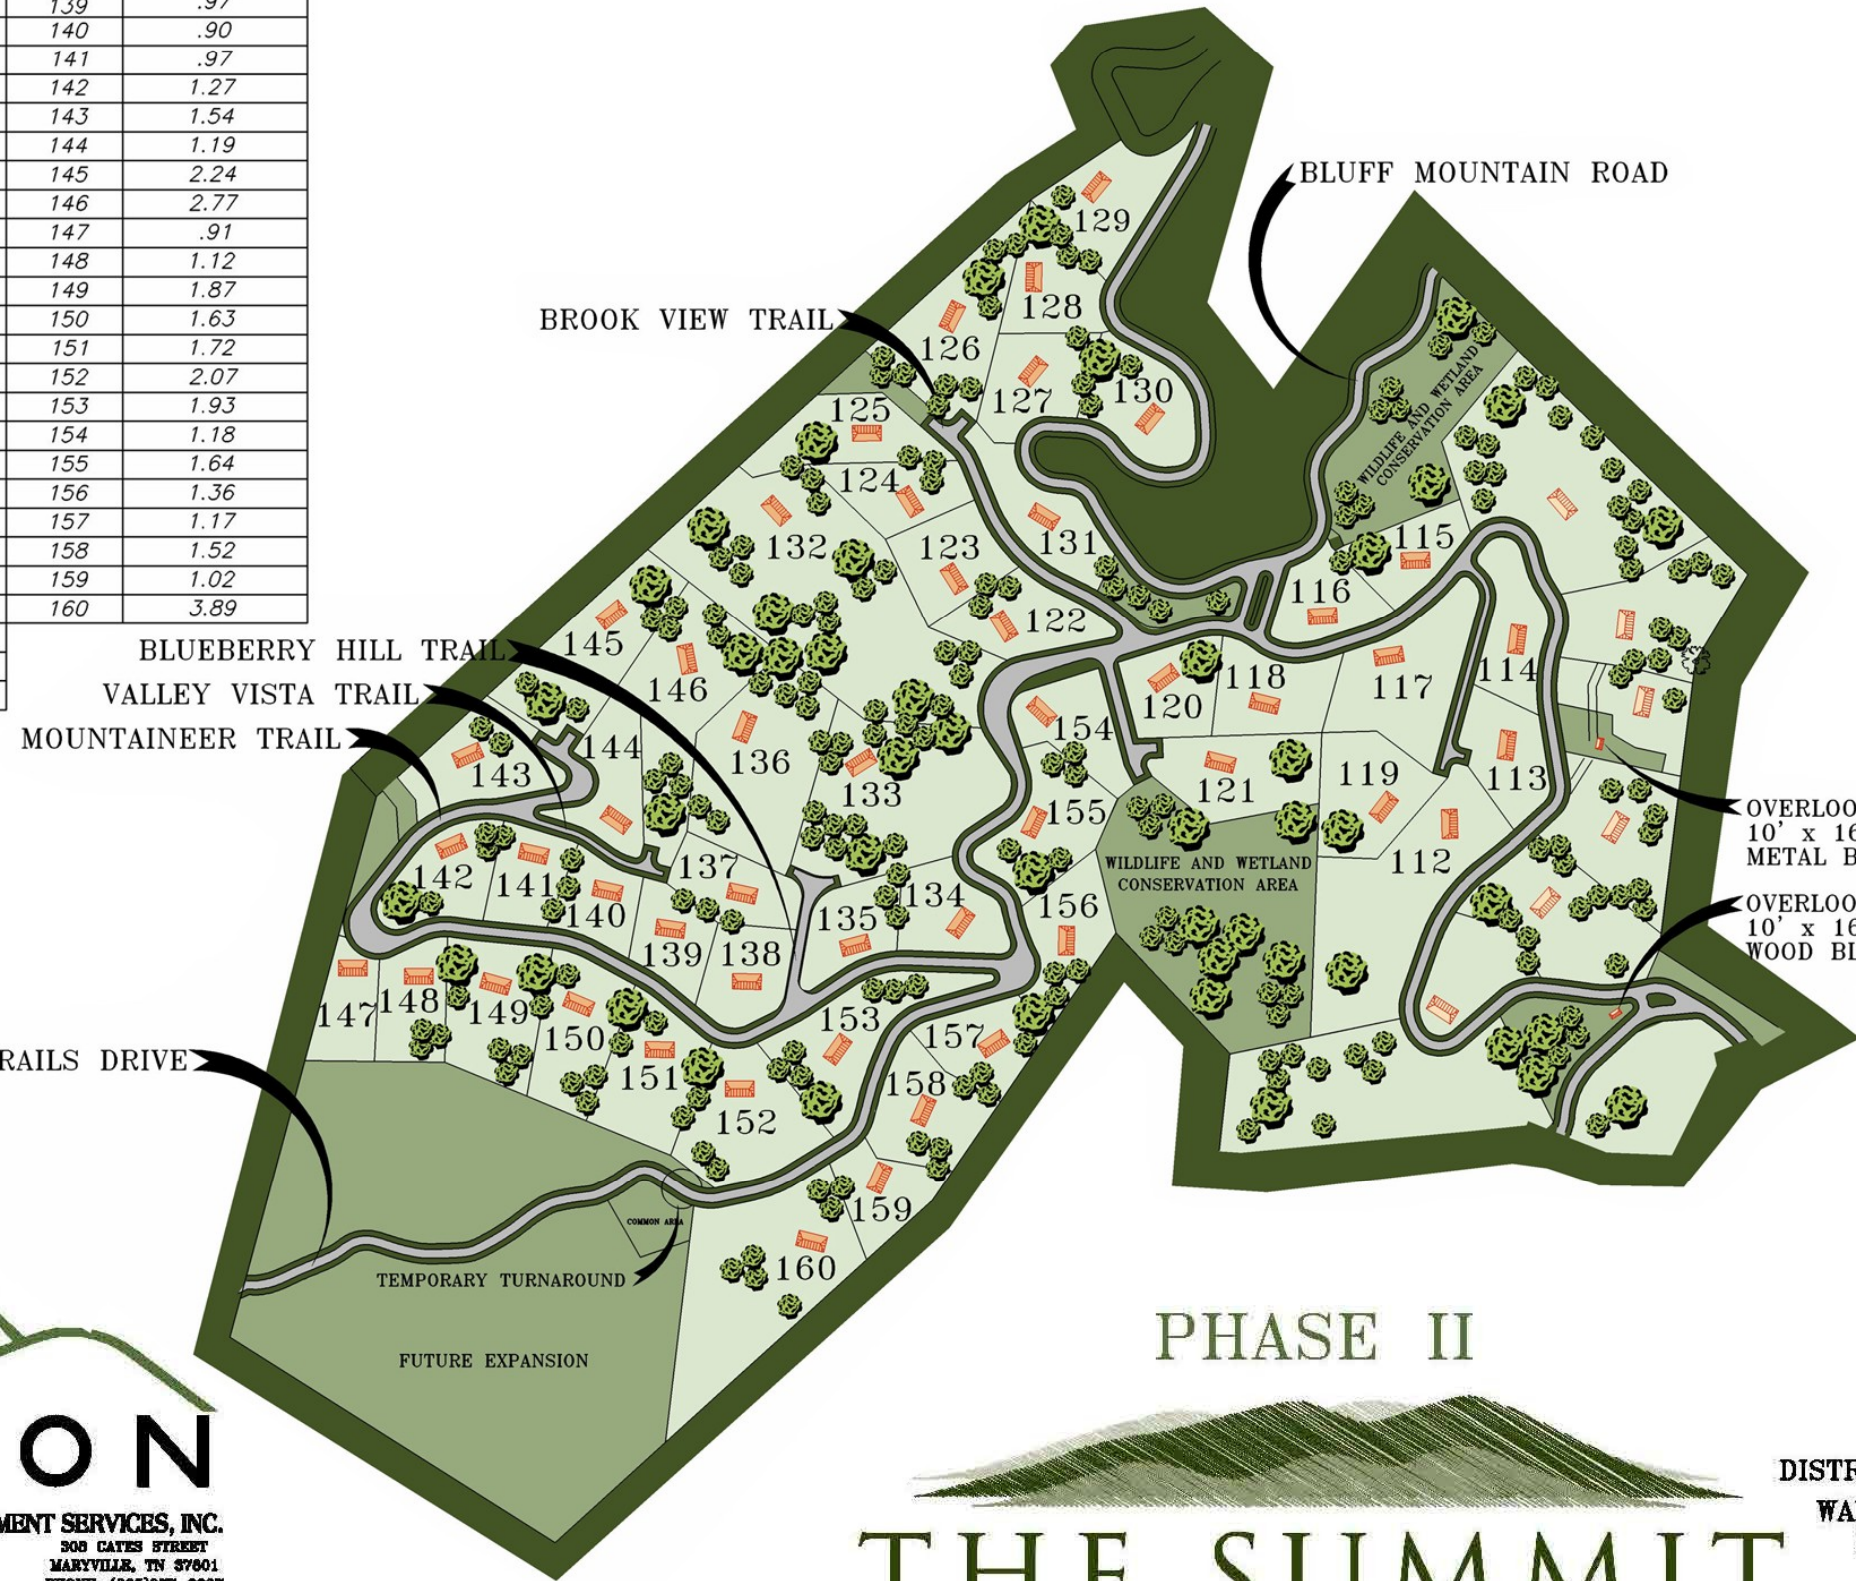 139 .97
140 .90
141 .97
142 1.27
143 1.54
144 1.19
145 2.24
146 2.77
147 .91
148 1.12
149 1.87
150 1.63
151 1.72
152 2.07
153 1.93
154 1.18
155 1.64
156 1.36
157 1.17
158 1.52
159 1.02
160 3.89
BLUFF MOUNTAIN ROAD
BROOK VIEW TRAIL
BLUEBERRY HILL TRAIL
VALLEY VISTA TRAIL
MOUNTAINEER TRAIL
RAILS DRIVE
129
128
126
127
130
125
124
132
123
131
122
WILDLIFE AND WETLAND
CONSERVATION AREA
115
116
145
146
144
143
136
133
154
120
118
117
114
121
119
113
155
112
142
141
140
137
139
138
135
134
156
WILDLIFE AND WETLAND
CONSERVATION AREA
147
148
149
150
151
152
153
157
158
159
160
OVERLOO
10' x 16
METAL B
OVERLOO
10' x 16
WOOD BL
COMMON AREA
TEMPORARY TURNAROUND
FUTURE EXPANSION
PHASE II
THE SUMMIT
ON
MENT SERVICES, INC.
308 CATES STREET
MARYVILLE, TN 37801
DISTR
WA